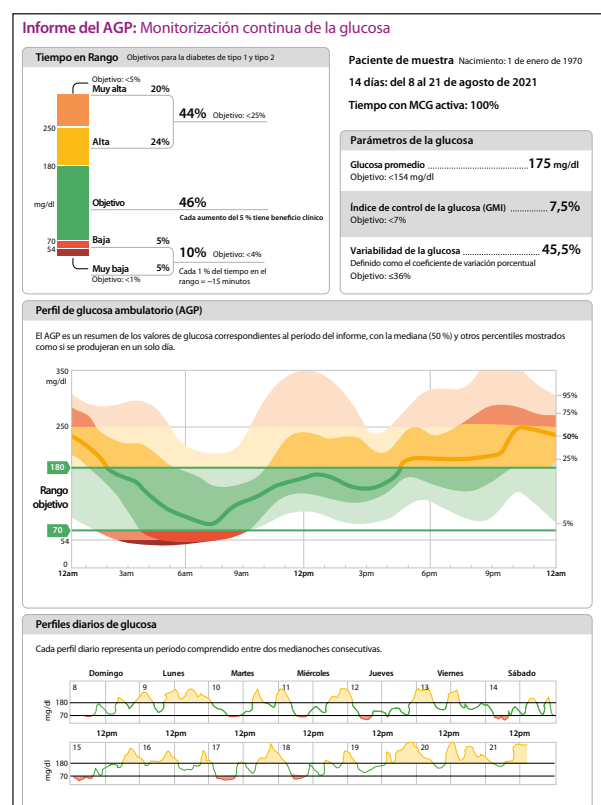 Informe del AGP: Monitorización continua de la glucosa
Tiempo en Rango Objetivos para la diabetes de tipo 1 y tipo 2
Objetivo: <5%
Muy alta 20%
44% Objetivo: <25%
250
Alta 24%
180
mg/dl
Objetivo 46%
Cada aumento del 5 % tiene beneficio clínico
70
Baja 5%
54
10% Objetivo: <4%
Muy baja 5%
Objetivo: <1%
Cada 1 % del tiempo en el
rango = ~15 minutos
Paciente de muestra Nacimiento: 1 de enero de 1970
14 días: del 8 al 21 de agosto de 2021
Tiempo con MCG activa: 100%
Parámetros de la glucosa
Glucosa promedio 175 mg/dl
Objetivo: <154 mg/dl
Índice de control de la glucosa (GMI) 7,5%
Objetivo: <7%
Variabilidad de la glucosa 45,5%
Definido como el coeficiente de variación porcentual
Objetivo: ≤36%
Perfil de glucosa ambulatorio (AGP)
El AGP es un resumen de los valores de glucosa correspondientes al período del informe, con la mediana (50 %) y otros percentiles mostrados
como si se produjeran en un solo día.
350
mg/dl
95%
75%
250
50%
25%
180
Rango
objetivo
70
5%
54
0
12am 3am 6am 9am 12pm 3pm 6pm 9pm 12am
Perfiles diarios de glucosa
Cada perfil diario representa un período comprendido entre dos medianoches consecutivas.
Domingo Lunes Martes Miércoles Jueves Viernes Sábado
8 9 10 11 12 13 14
mg/dl
180
70
12pm 12pm 12pm 12pm 12pm 12pm 12pm
15 16 17 18 19 20 21
mg/dl
180
70